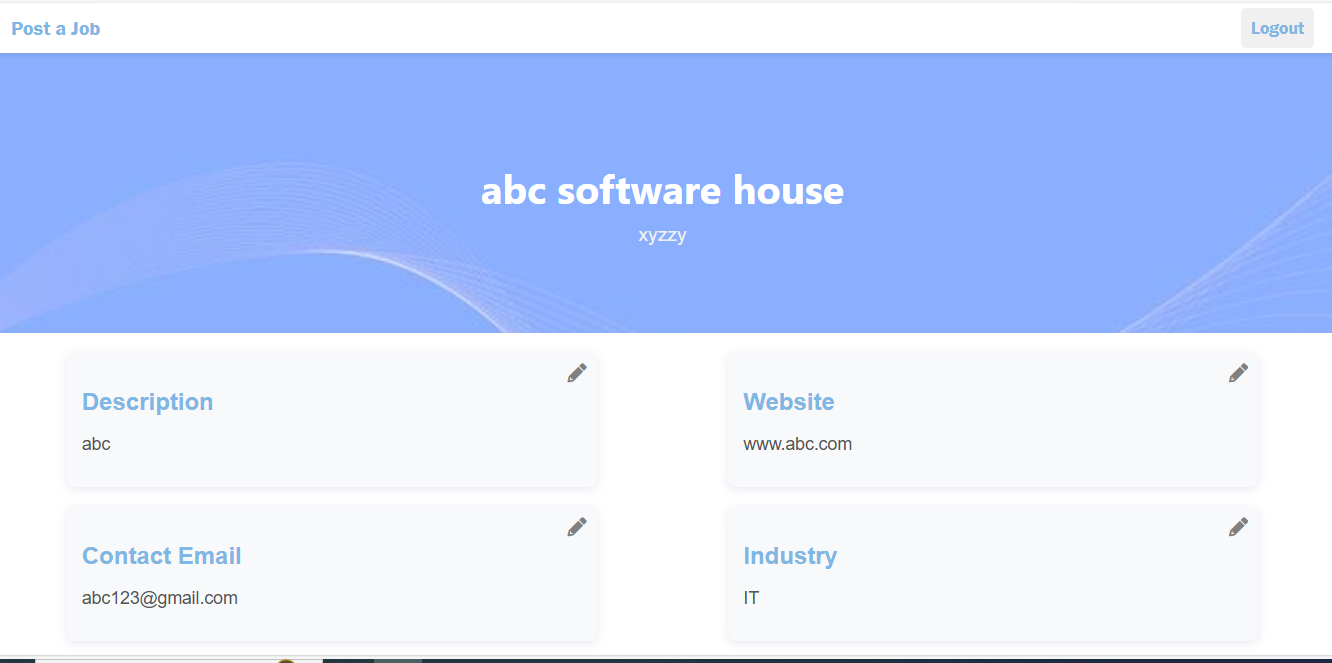 Post a Job
Logout
abc software house
xyzzy
Description
abc
Website
www.abc.com
Contact Email
abc123@gmail.com
Industry
IT